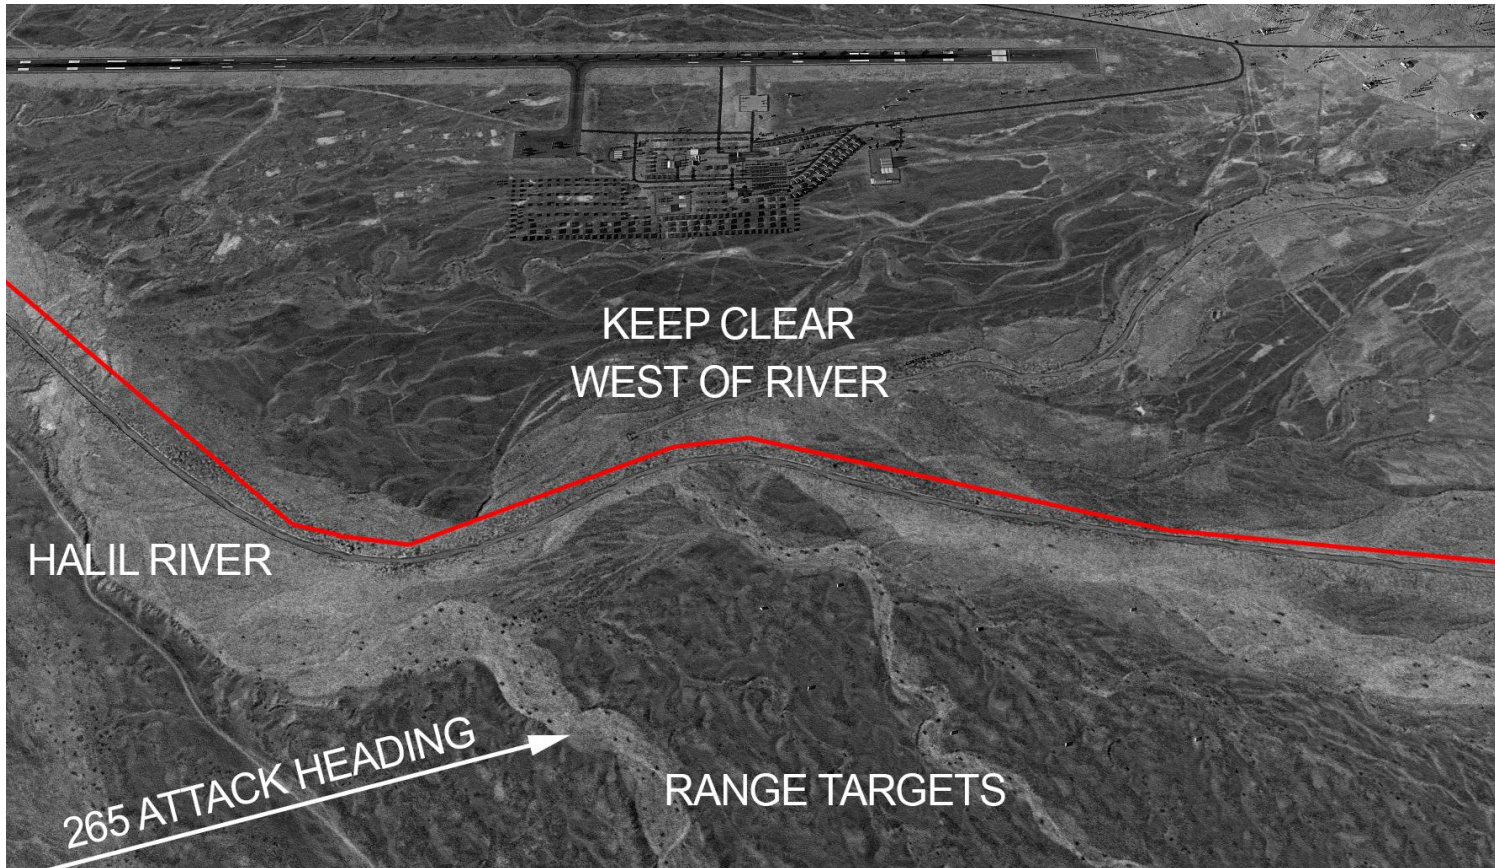 KEEP CLEAR
WEST OF RIVER
HALIL RIVER
265 ATTACK HEADING
RANGE TARGETS